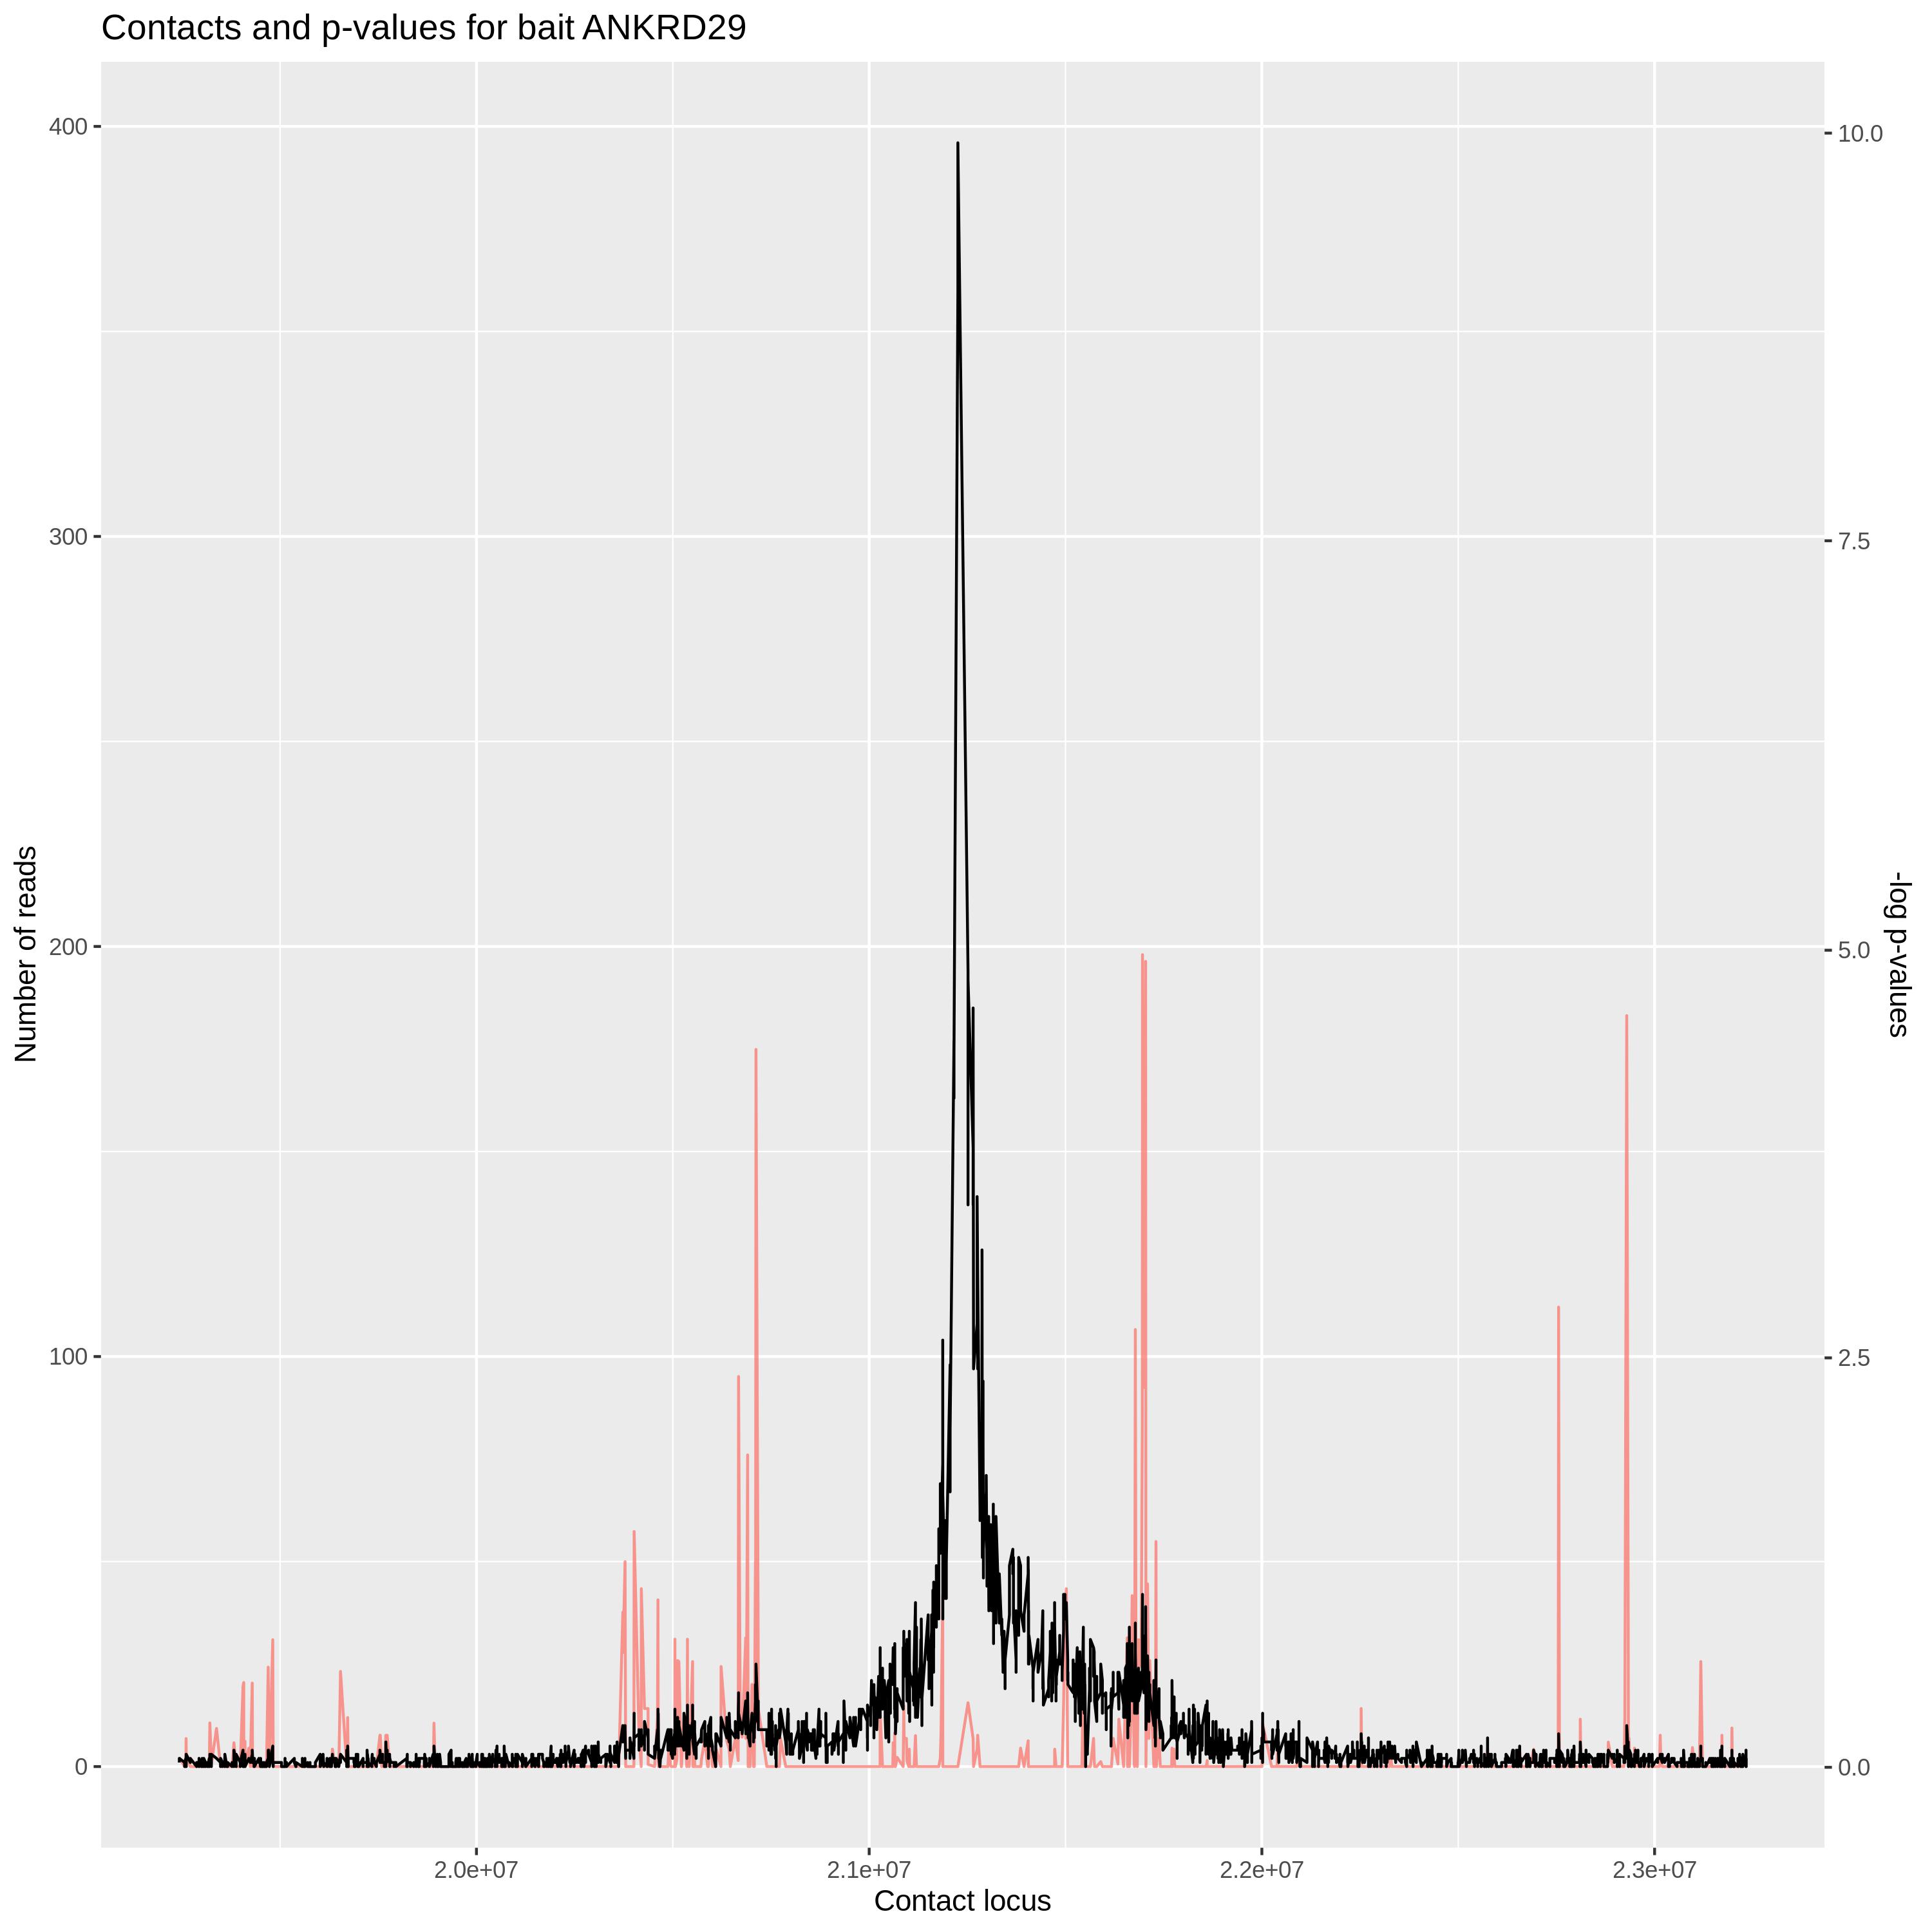 Contacts and p-values for bait ANKRD29
400
300
200
100
0
Number of reads
10.0
7.5
5.0
2.5
0.0
-log p-values
2.0e+07
2.1e+07
2.2e+07
2.3e+07
Contact locus